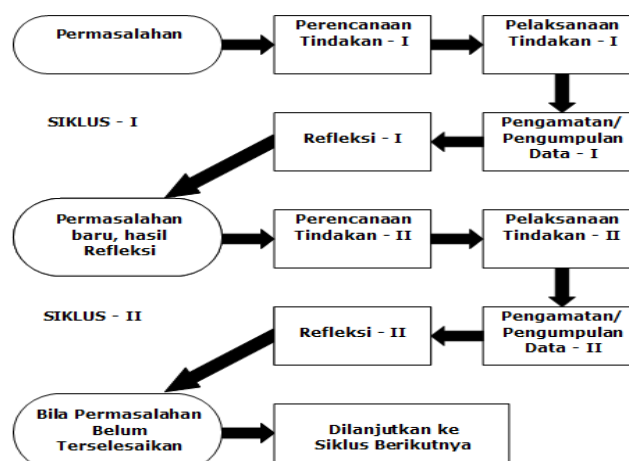 Permasalahan
Perencanaan
Tindakan - I
Pelaksanaan
Tindakan - I
SIKLUS - I
Refleksi - I
Pengamatan/
Pengumpulan
Data - I
Permasalahan
baru, hasil
Refleksi
Perencanaan
Tindakan - II
Pelaksanaan
Tindakan - II
SIKLUS - II
Refleksi - II
Pengamatan/
Pengumpulan
Data - II
Bila Permasalahan
Belum
Terselesaikan
Dilanjutkan ke
Siklus Berikutnya